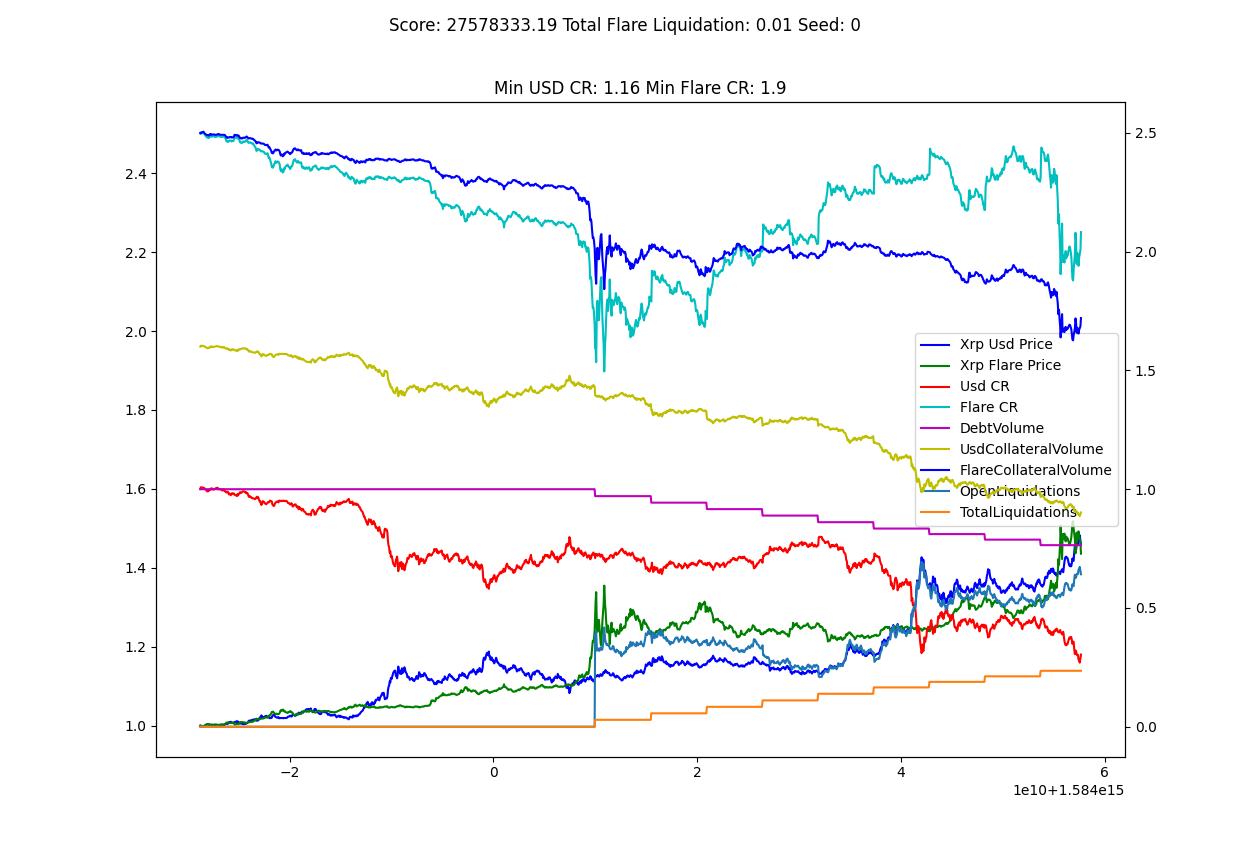 Score: 27578333.19 Total Flare Liquidation: 0.01 Seed: 0
Min USD CR: 1.16 Min Flare CR: 1.9
2.4
2.2
2.0
1.8
1.6
1.4
1.2
1.0
2.5
2.0
1.5
1.0
0.5
0.0
Xrp Usd Price
Xrp Flare Price
Usd CR
Flare CR
DebtVolume
UsdCollateralVolume
FlareCollateralVolume
OpenLiquidations
TotalLiquidations
−2
0
2
4
6
1e10+1.584e15